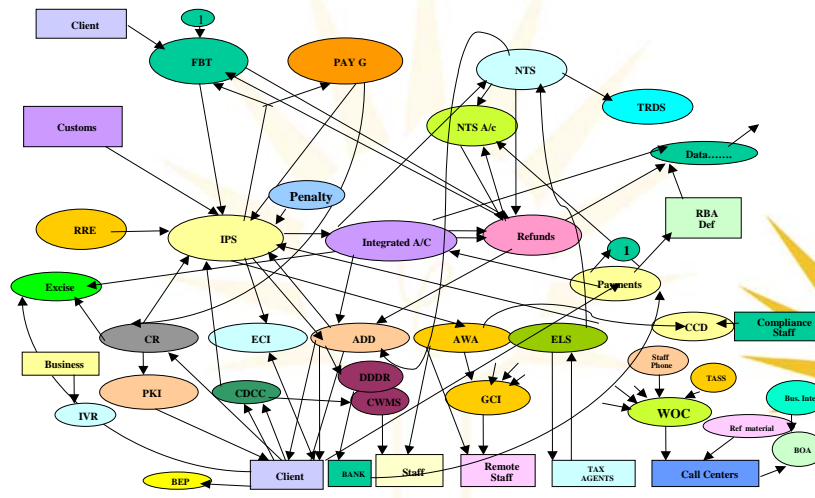 Client
1
FBT
PAY G
NTS
TRDS
NTS A/c
Customs
Data.......
Penalty
RBA
Def
RRE
IPS
Integrated A/C
Refunds
1
Excise
Payments
CCD
Compliance
Staff
CR
ECI
ADD
AWA
ELS
Business
Staff
Phone
DDDR
TASS
PKI
CDCC
CWMS
GCI
Bus. Inte
IVR
WOC
Ref material
BOA
BEP
Client
BANK
Staff
Remote
Staff
TAX
AGENTS
Call Centers